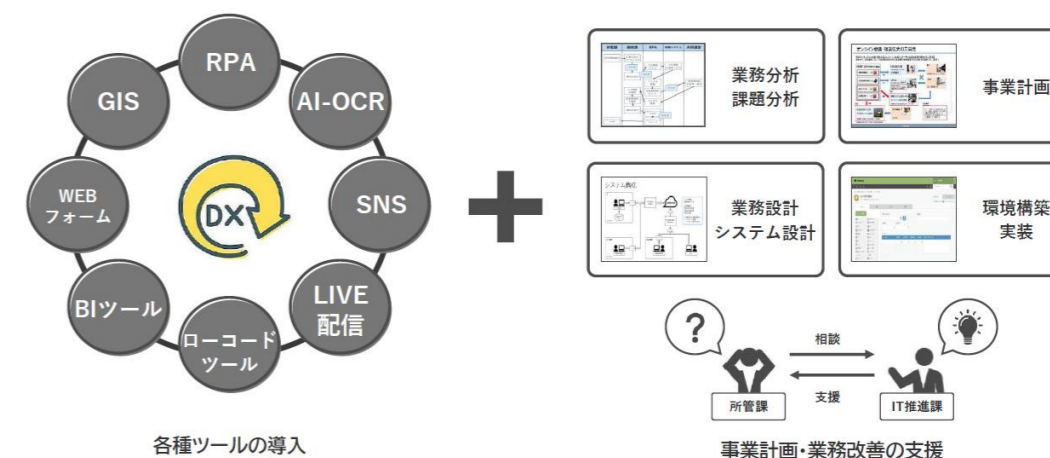 RPA
AI-OCR
SNS
LIVE
配信
ローコード
ツール
BIツール
WEB
フォーム
GIS
DX
各種ツールの導入
業務分析
課題分析
事業計画
業務設計
システム設計
環境構築
実装
?
相談
支援
所管課
IT推進課
事業計画・業務改善の支援